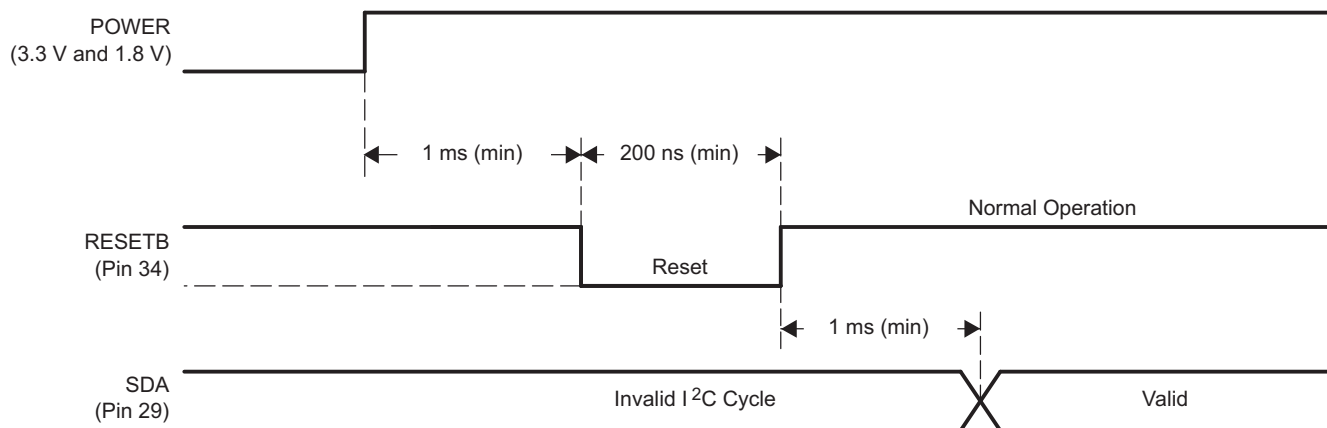 POWER
(3.3 V and 1.8 V)
1 ms (min)
200 ns (min)
Normal Operation
RESETB
(Pin 34)
Reset
1 ms (min)
SDA
(Pin 29)
Invalid I²C Cycle
Valid